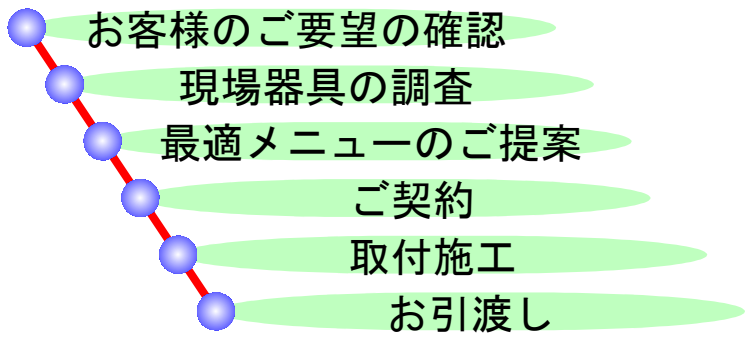 お客様のご要望の確認
現場器具の調査
最適メニューのご提案
ご契約
取付施工
お引渡し